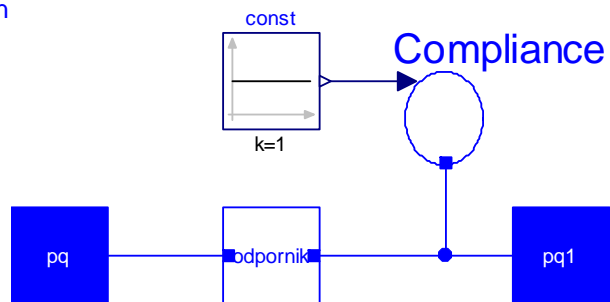 n
const
Compliance
k=1
pq
odpornik
pq1